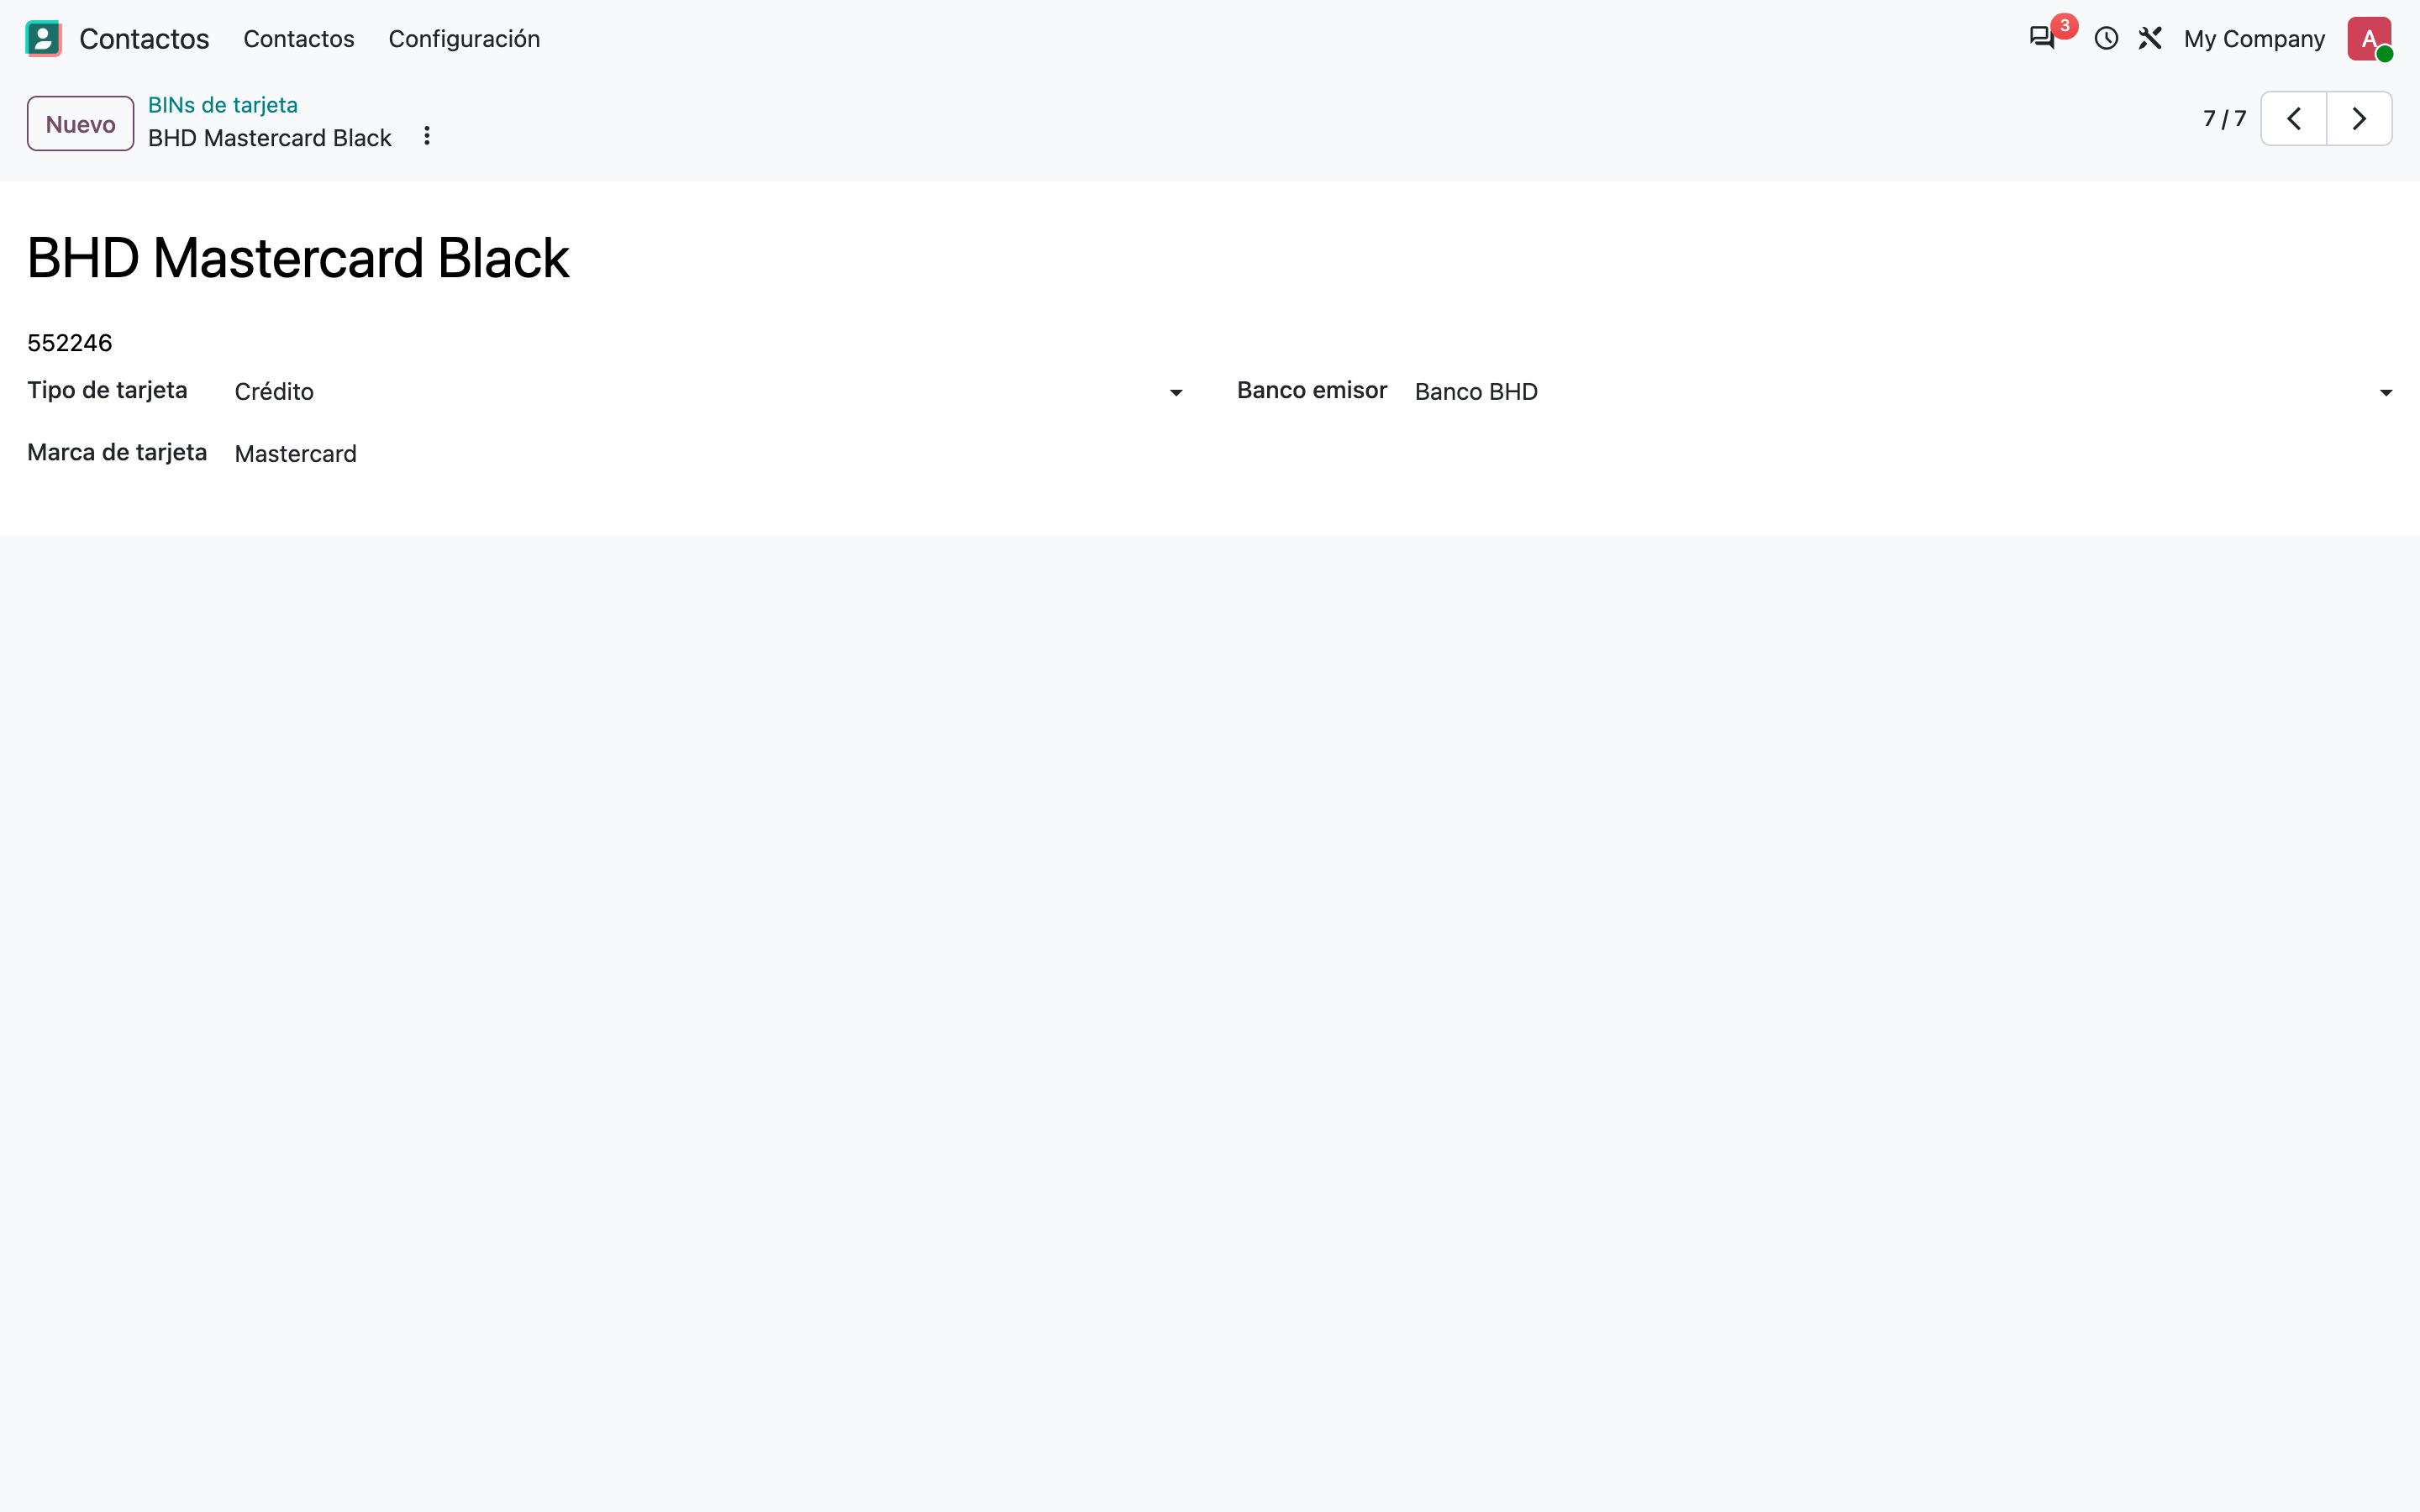 Contactos Contactos Configuración 3 My Company A
Nuevo BINs de tarjeta
BHD Mastercard Black 7 / 7
BHD Mastercard Black
552246
Tipo de tarjeta Crédito Banco emisor Banco BHD
Marca de tarjeta Mastercard